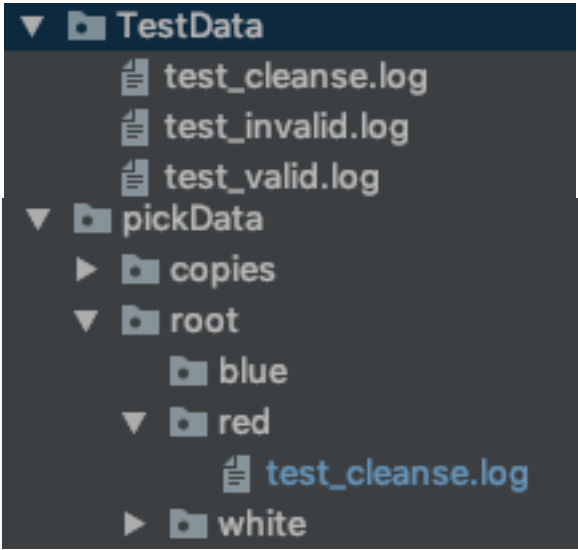 TestData
test_cleanse.log
test_invalid.log
test_valid.log
pickData
copies
root
blue
red
test_cleanse.log
white